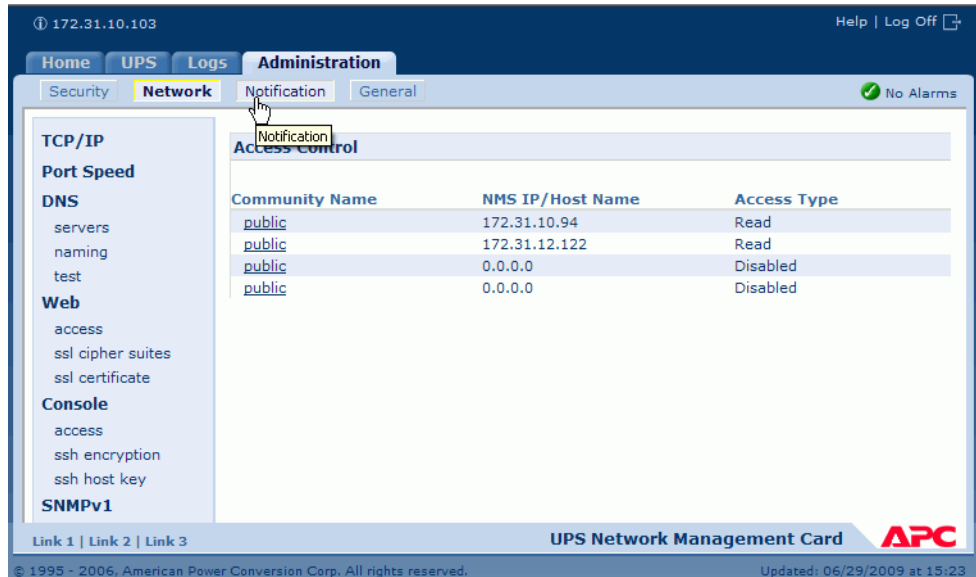 172.31.10.103
Help | Log Off
Home UPS Logs Administration
Security Network Notification General
No Alarms
Notification
TCP/IP
Port Speed
DNS
servers
naming
test
Web
access
ssl cipher suites
ssl certificate
Console
access
ssh encryption
ssh host key
SNMPv1
Access Control
Community Name NMS IP/Host Name Access Type
public 172.31.10.94 Read
public 172.31.12.122 Read
public 0.0.0.0 Disabled
public 0.0.0.0 Disabled
Link 1 | Link 2 | Link 3
UPS Network Management Card
APC
© 1995 - 2006, American Power Conversion Corp. All rights reserved.
Updated: 06/29/2009 at 15:23